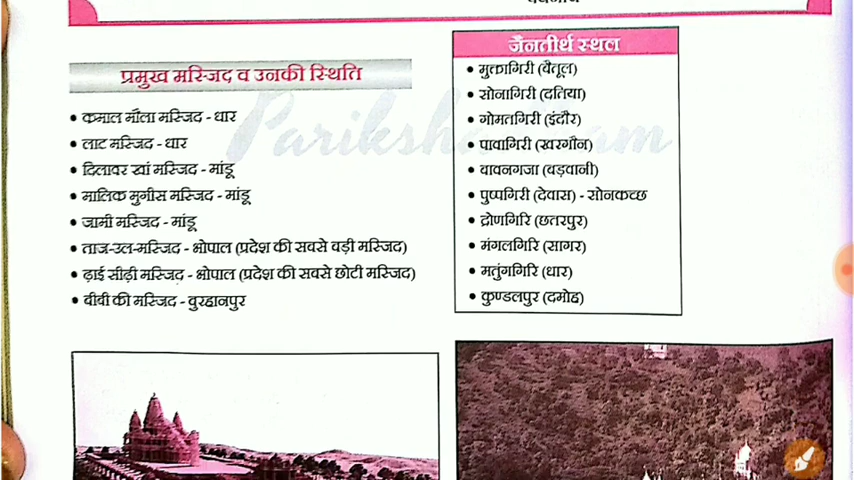 प्रमुख मस्जिद व उनकी स्थिति
• कमाल मौला मस्जिद - धार
• लाट मस्जिद - धार
• दिलावर खां मस्जिद - मांडू
• मालिक मुगीस मस्जिद - मांडू
• जामी मस्जिद - मांडू
• ताज-उल-मस्जिद - भोपाल (प्रदेश की सबसे बड़ी मस्जिद)
• ढ़ाई सीड़ी मस्जिद - भोपाल (प्रदेश की सबसे छोटी मस्जिद)
• बीबी की मस्जिद - बुरहानपुर
जैनतीर्थ स्थल
• मुक्तागिरी (बैतूल)
• सोनागिरी (दतिया)
• गोमतगिरी (इंदौर)
• पावागिरी (खरगौन)
• बावनगजा (बड़वानी)
• पुष्पगिरी (देवास) - सोनकच्छ
• द्रोणगिरि (छतरपुर)
• मंगलगिरि (सागर)
• मतुंगगिरि (धार)
• कुण्डलपुर (दमोह)